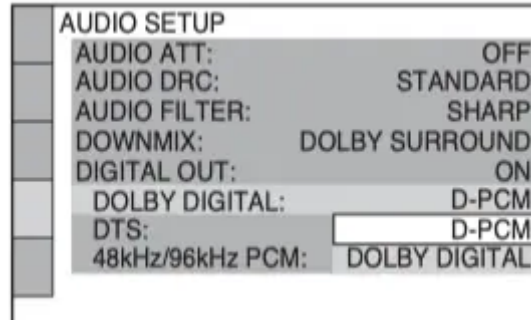 AUDIO SETUP
AUDIO ATT: OFF
AUDIO DRC: STANDARD
AUDIO FILTER: SHARP
DOWNMIX: DOLBY SURROUND
DIGITAL OUT: ON
DOLBY DIGITAL: D-PCM
DTS: D-PCM
48kHz/96kHz PCM: DOLBY DIGITAL